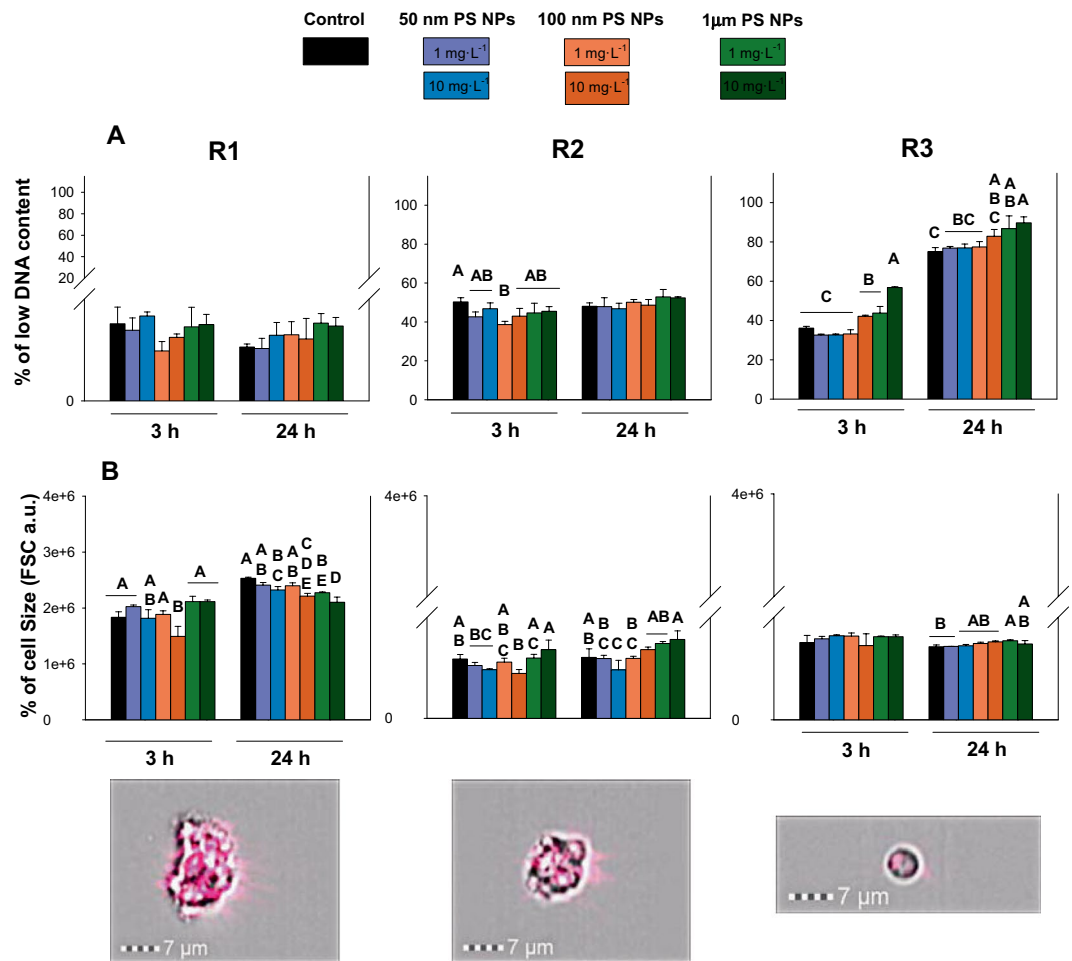 Control 50 nm PS NPs 100 nm PS NPs 1µm PS NPs
1 mg·L⁻¹ 1 mg·L⁻¹ 1 mg·L⁻¹
10 mg·L⁻¹ 10 mg·L⁻¹ 10 mg·L⁻¹
A
R1 R2 R3
% of low DNA content
100
80
60
40
20
0
3 h 24 h
100
80
60
40
20
0
A AB B AB
3 h 24 h
100
80
60
40
20
0
C B A
C BC A B C A B A
3 h 24 h
B
% of cell Size (FSC a.u.)
4e+6
3e+6
2e+6
1e+6
0
A A B A B A
A A B B C A B C D E B E D
3 h 24 h
4e+6
0
A B BC A B C B A C A
A B B C C B C AB A
4e+6
0
B AB A A B
3 h 24 h
7 µm 7 µm 7 µm